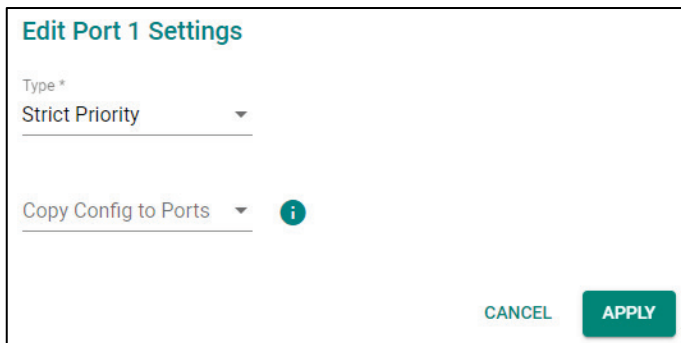 Edit Port 1 Settings
Type *
Strict Priority
Copy Config to Ports
i
CANCEL APPLY